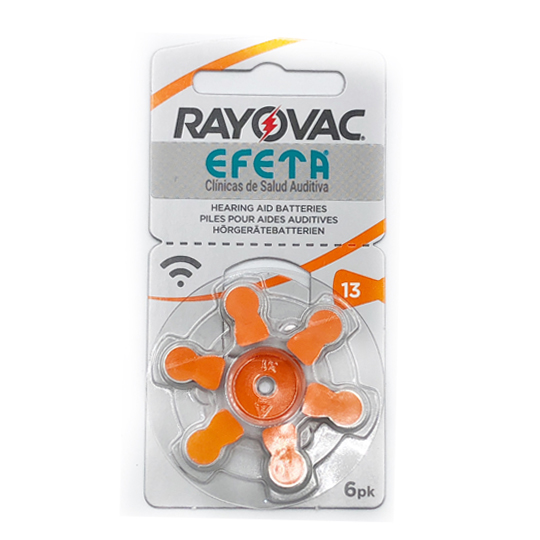 RAYOVAC
EFETA
Clínicas de Salud Auditiva
HEARING AID BATTERIES
PILES POUR AIDES AUDITIVES
HÖRGERÄTEBATTERIEN
13
6pk